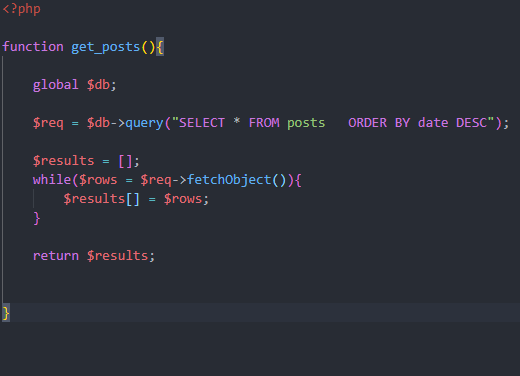 <?php
function get_posts(){
global $db;
$req = $db->query("SELECT * FROM posts   ORDER BY date DESC");
$results = [];
while($rows = $req->fetchObject()){
$results[] = $rows;
}
return $results;
}